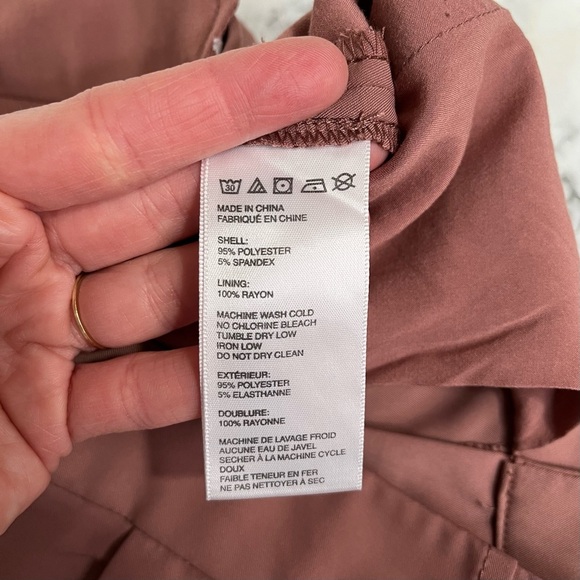 30
MADE IN CHINA
FABRIQUÉ EN CHINE
SHELL:
95% POLYESTER
5% SPANDEX
LINING:
100% RAYON
MACHINE WASH COLD
NO CHLORINE BLEACH
TUMBLE DRY LOW
IRON LOW
DO NOT DRY CLEAN
EXTÉRIEUR:
95% POLYESTER
5% ELASTHANNE
DOUBLURE:
100% RAYONNE
MACHINE DE LAVAGE FROID
AUCUNE EAU DE JAVEL
SECHER À LA MACHINE CYCLE
DOUX
FAIBLE TENEUR EN FER
NE PAS NETTOYER À SEC